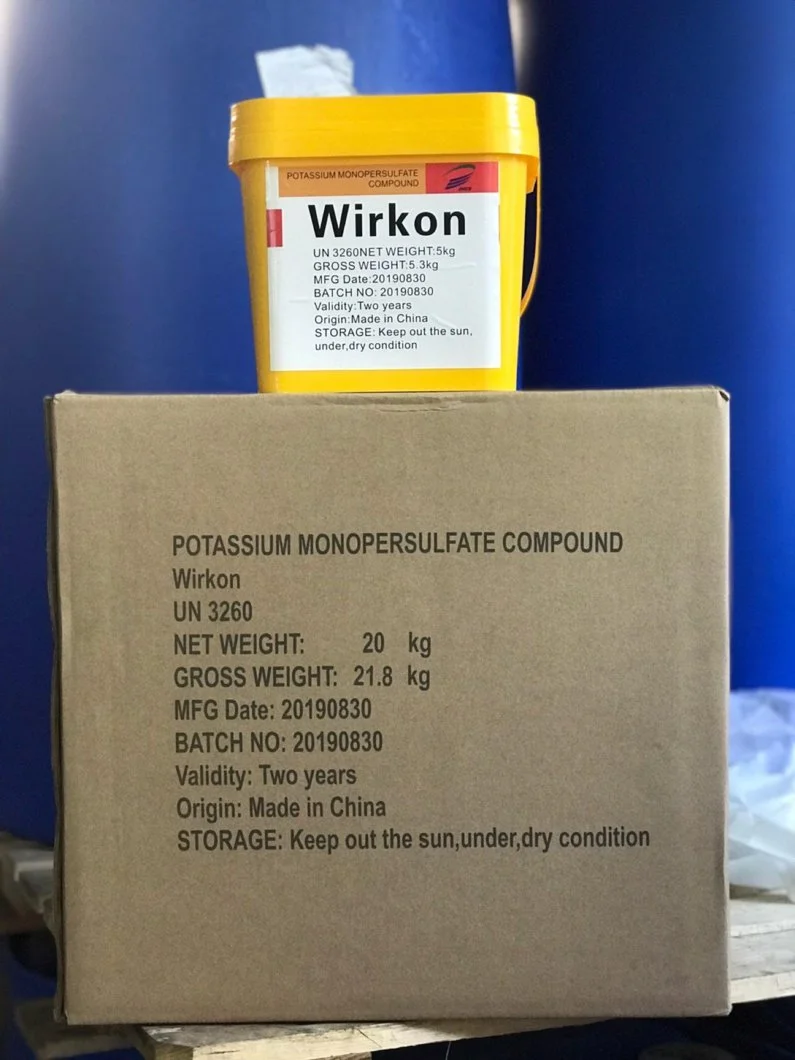 POTASSIUM MONOPERSULFATE
COMPOUND
Wirkon
UN 3260NET WEIGHT:5kg
GROSS WEIGHT:5.3kg
MFG Date:20190830
BATCH NO: 20190830
Validity:Two years
Origin:Made in China
STORAGE: Keep out the sun,
under,dry condition
POTASSIUM MONOPERSULFATE COMPOUND
Wirkon
UN 3260
NET WEIGHT: 20 kg
GROSS WEIGHT: 21.8 kg
MFG Date: 20190830
BATCH NO: 20190830
Validity: Two years
Origin: Made in China
STORAGE: Keep out the sun,under,dry condition